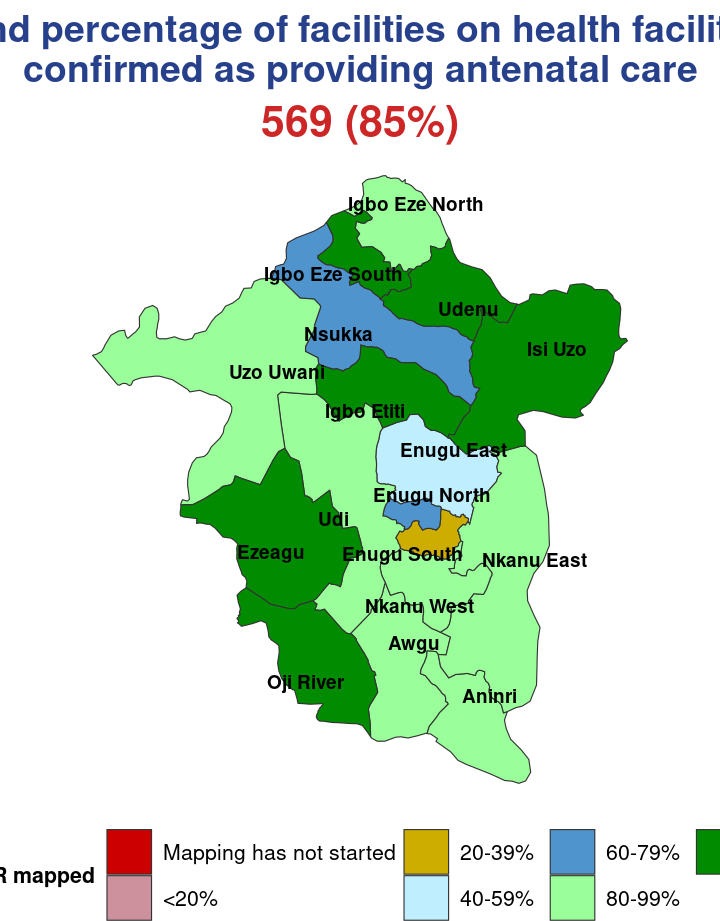 percentage of facilities on health
confirmed as providing antenatal care
569 (85%)
Igbo Eze North
Igbo Eze South
Udenu
Nsukka
Isi Uzo
Uzo Uwani
Igbo Etiti
Enugu East
Enugu North
Udi
Ezeagu
Enugu South
Nkanu East
Nkanu West
Awgu
Oji River
Aninri
mapped
Mapping has not started
20-39%
60-79%
<20%
40-59%
80-99%